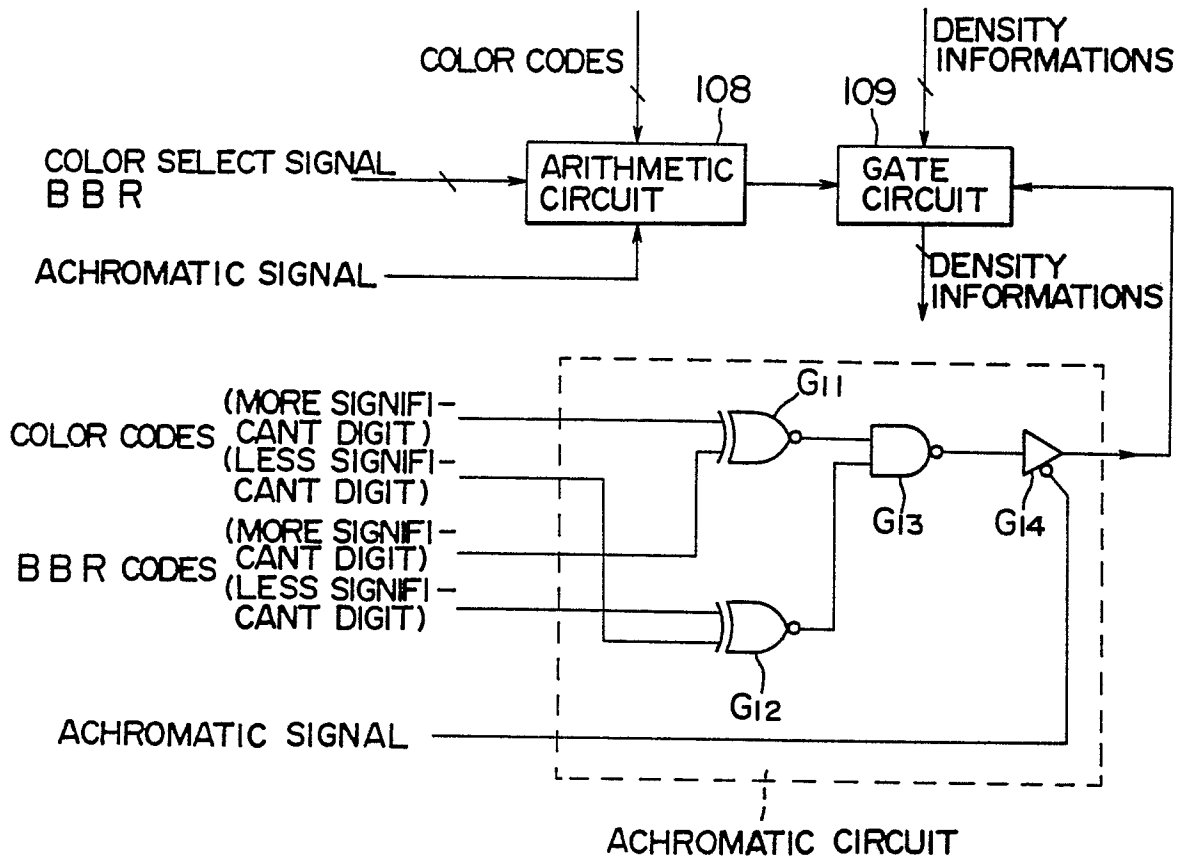 COLOR CODES
DENSITY
INFORMATIONS
108
109
COLOR SELECT SIGNAL
B B R
ARITHMETIC
CIRCUIT
GATE
CIRCUIT
ACHROMATIC SIGNAL
DENSITY
INFORMATIONS
COLOR CODES
(MORE SIGNIFI-
CANT DIGIT)
(LESS SIGNIFI-
CANT DIGIT)
B B R CODES
(MORE SIGNIFI-
CANT DIGIT)
(LESS SIGNIFI-
CANT DIGIT)
G11
G13
G14
G12
ACHROMATIC SIGNAL
ACHROMATIC CIRCUIT